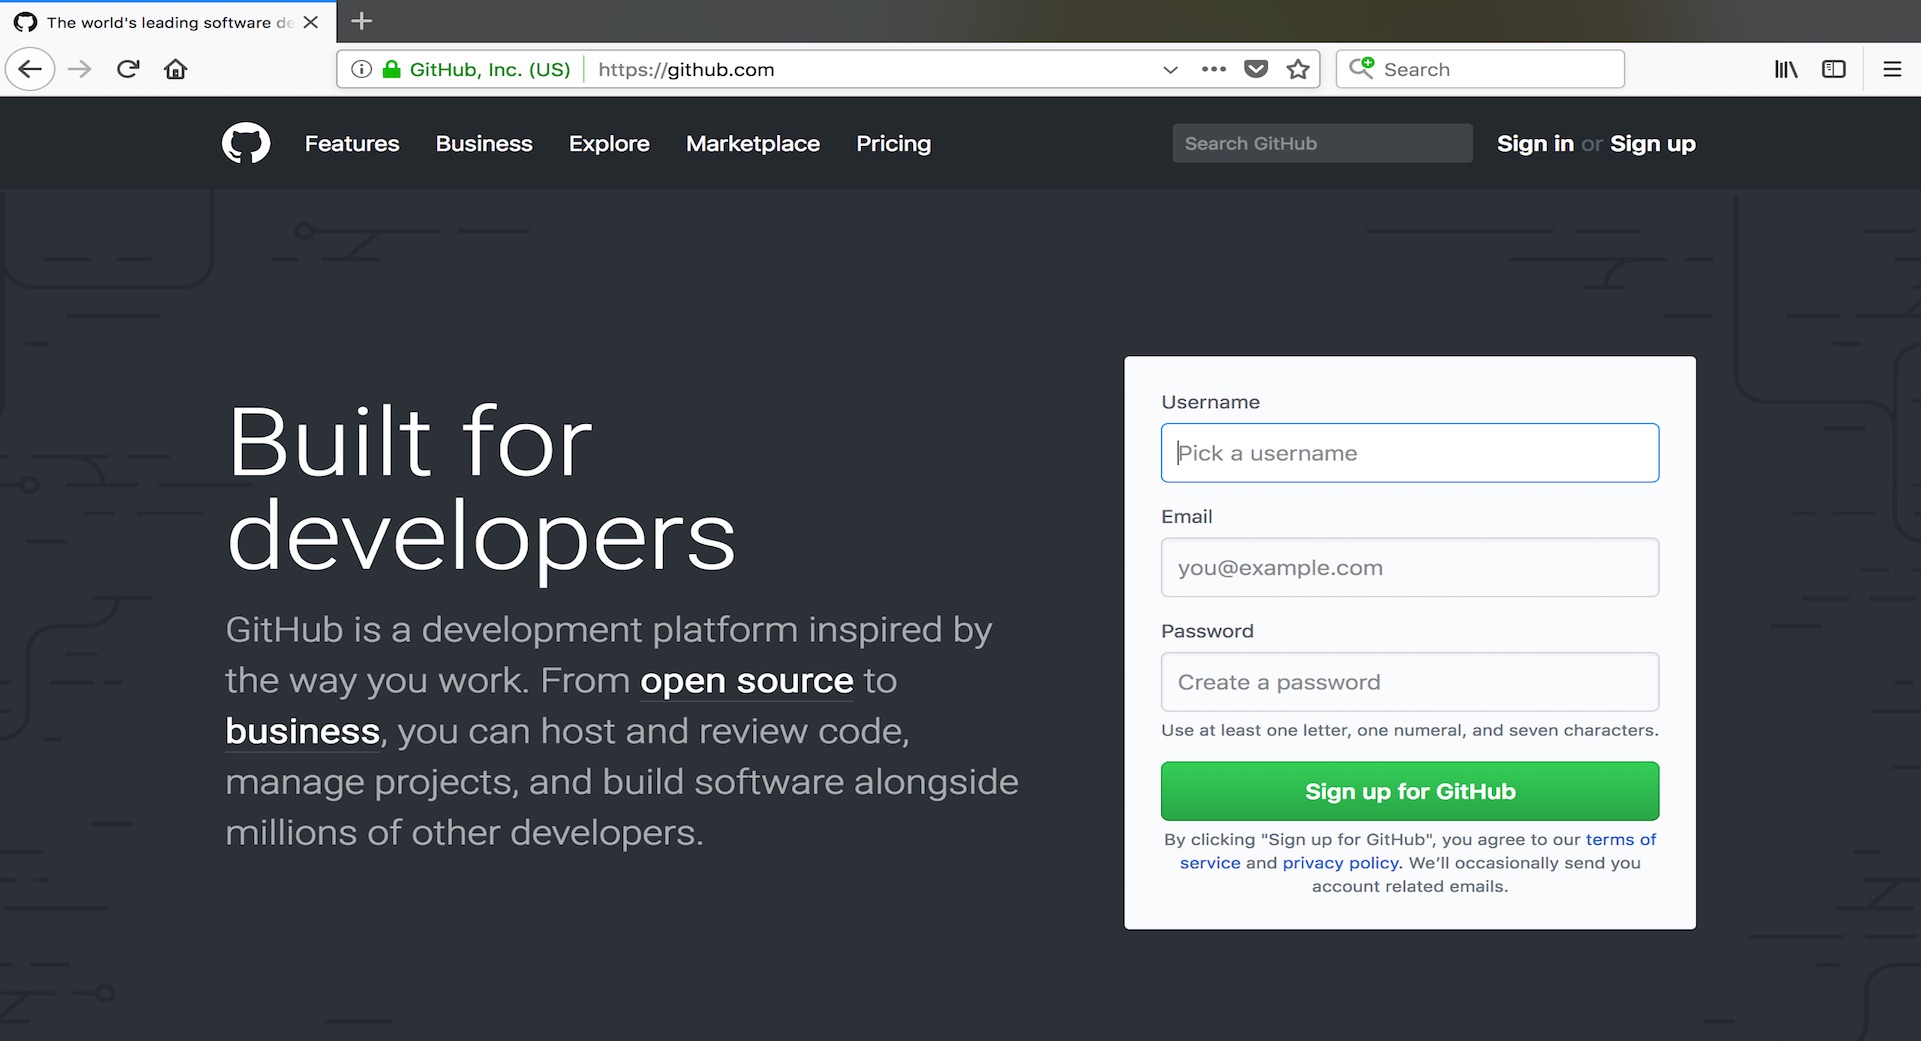 The world's leading software de
GitHub, Inc. (US)
https://github.com
Search
Features
Business
Explore
Marketplace
Pricing
Search GitHub
Sign in or Sign up
Built for
developers
GitHub is a development platform inspired by
the way you work. From open source to
business, you can host and review code,
manage projects, and build software alongside
millions of other developers.
Username
Pick a username
Email
you@example.com
Password
Create a password
Use at least one letter, one numeral, and seven characters.
Sign up for GitHub
By clicking "Sign up for GitHub", you agree to our terms of
service and privacy policy. We’ll occasionally send you
account related emails.